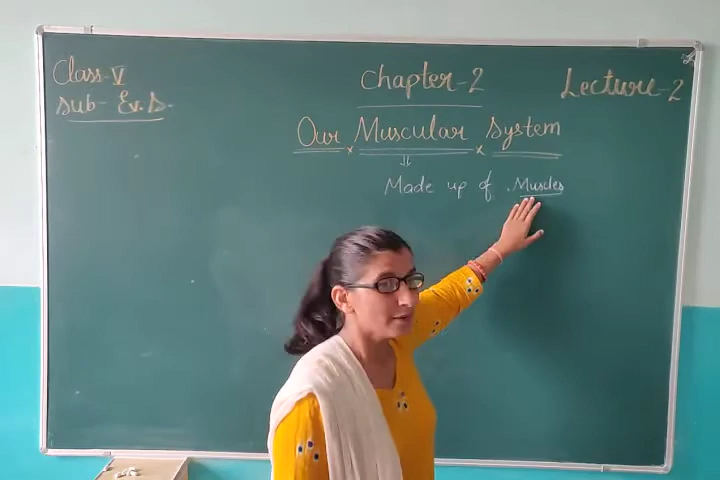 Class-V
Chapter-2
Lecture-2
Sub- Ev.S.
Our Muscular System
Made up of Muscles